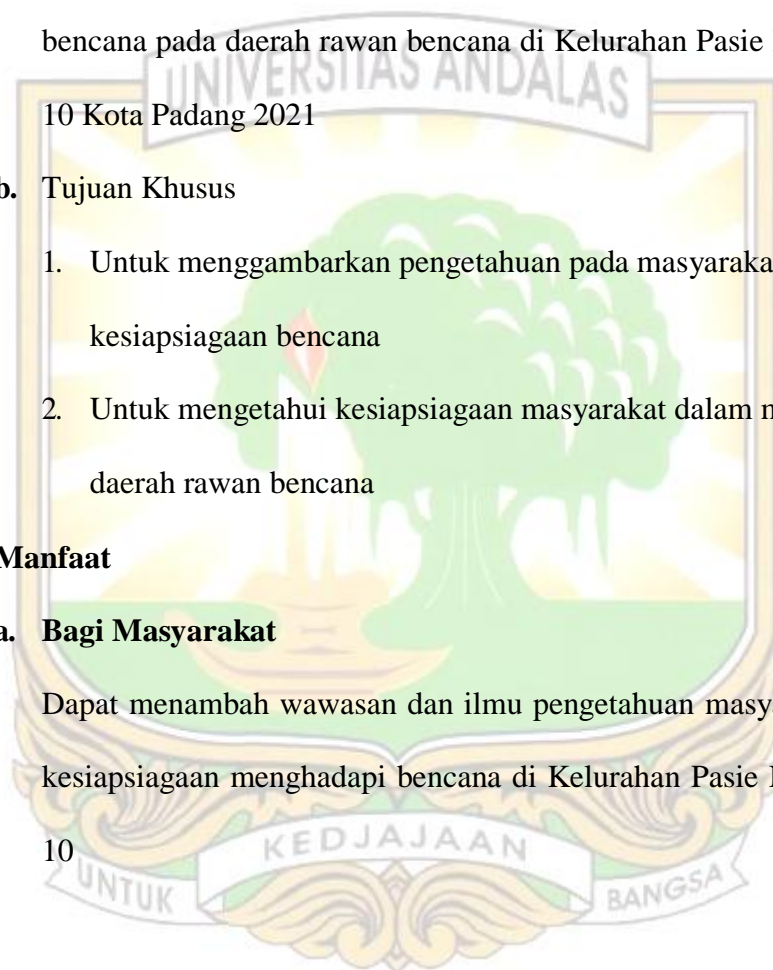 bencana pada daerah rawan bencana di Kelurahan Pasie
UNIVERSITAS ANDALAS
10 Kota Padang 2021
b. Tujuan Khusus
1. Untuk menggambarkan pengetahuan pada
kesiapsiagaan bencana
2. Untuk mengetahui kesiapsiagaan masyarakat dalam
daerah rawan bencana
Manfaat
a. Bagi Masyarakat
Dapat menambah wawasan dan ilmu pengetahuan
kesiapsiagaan menghadapi bencana di Kelurahan Pasie
10
UNTUK KEDJAJAAN BANGSA